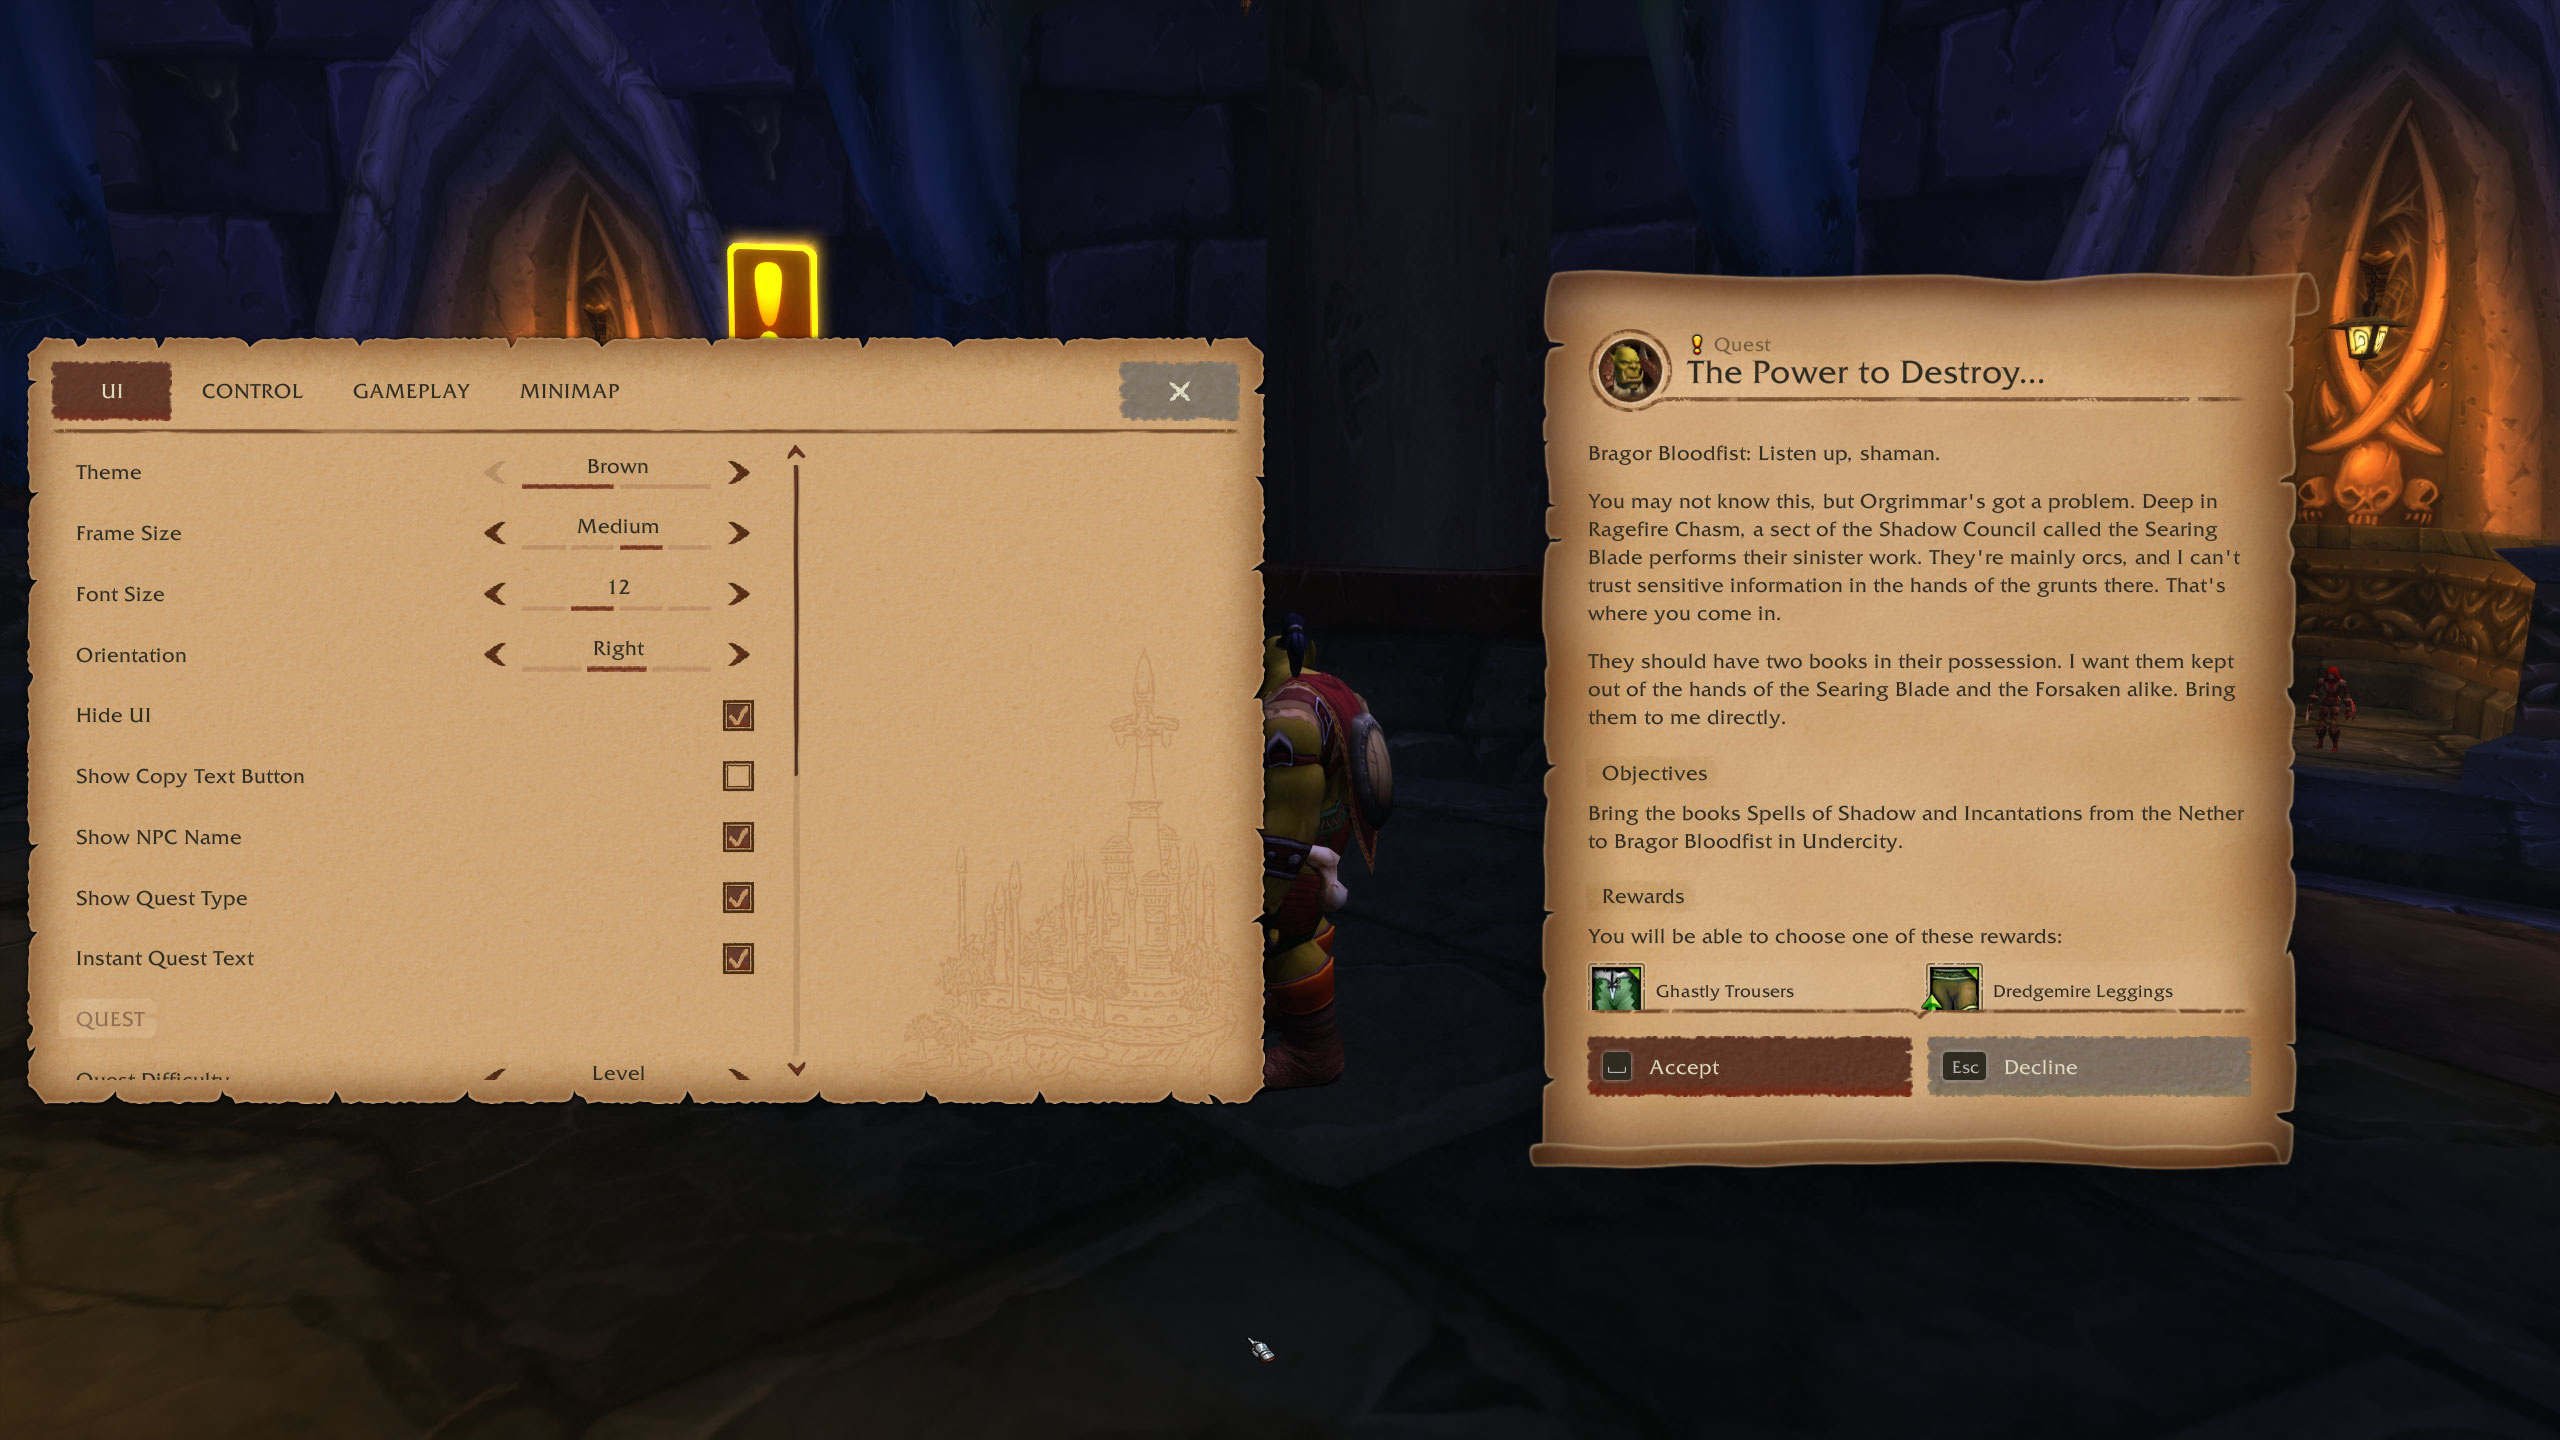 UI
CONTROL
GAMEPLAY
MINIMAP
Theme
Brown
Frame Size
Medium
Font Size
12
Orientation
Right
Hide UI
Show Copy Text Button
Show NPC Name
Show Quest Type
Instant Quest Text
QUEST
Quest Difficulty
Level
Quest
The Power to Destroy...
Bragor Bloodfist: Listen up, shaman.
You may not know this, but Orgrimmar's got a problem. Deep in
Ragefire Chasm, a sect of the Shadow Council called the Searing
Blade performs their sinister work. They're mainly orcs, and I can't
trust sensitive information in the hands of the grunts there. That's
where you come in.
They should have two books in their possession. I want them kept
out of the hands of the Searing Blade and the Forsaken alike. Bring
them to me directly.
Objectives
Bring the books Spells of Shadow and Incantations from the Nether
to Bragor Bloodfist in Undercity.
Rewards
You will be able to choose one of these rewards:
Ghastly Trousers
Dredgemire Leggings
Accept
Esc
Decline